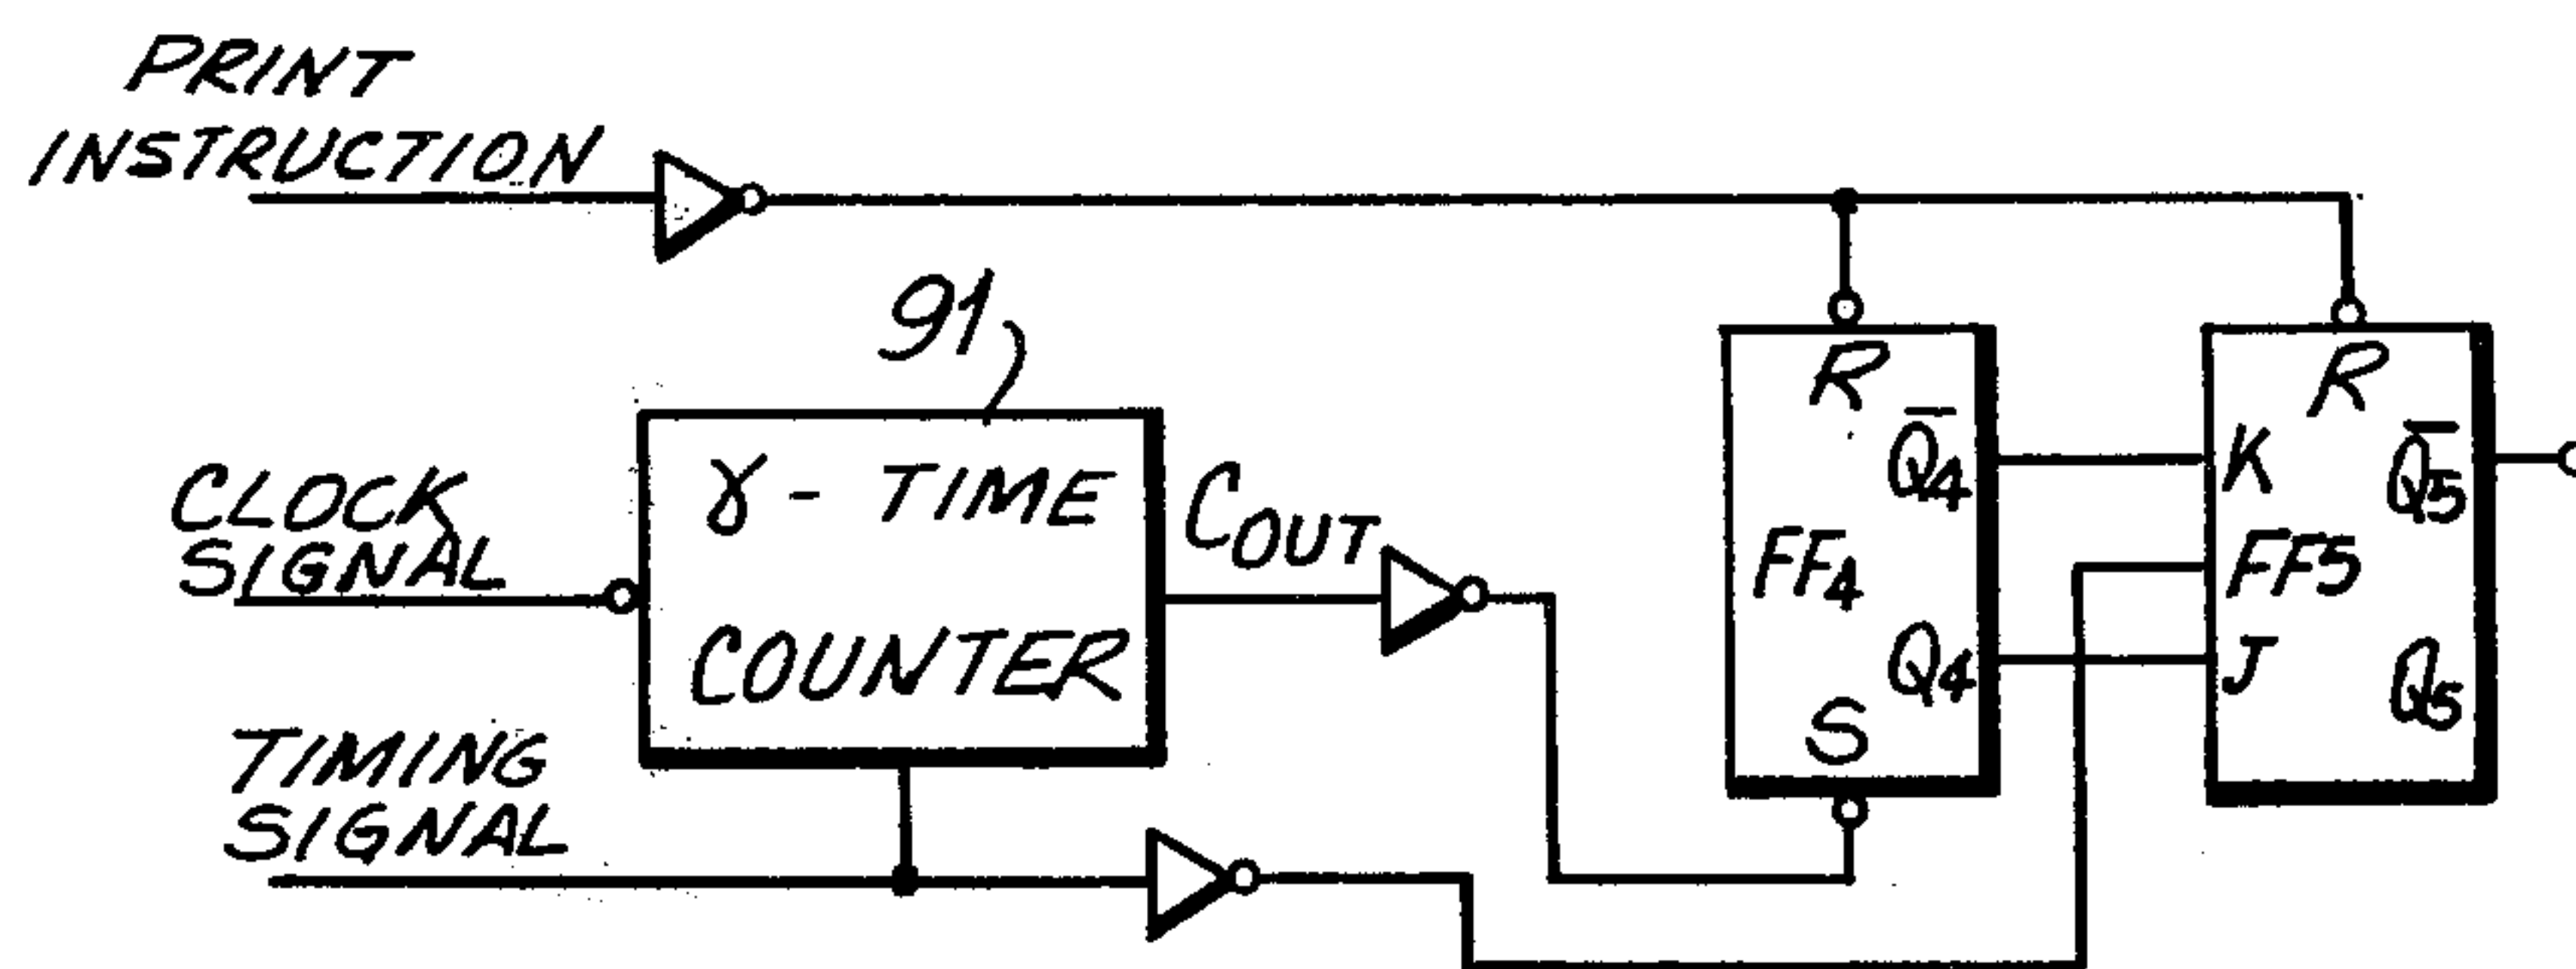 PRINT
INSTRUCTION
91
CLOCK
SIGNAL
γ - TIME
COUNTER
COUT
TIMING
SIGNAL
R
Q̅4
FF4
Q4
S
R
K
Q̅5
FF5
J
Q5